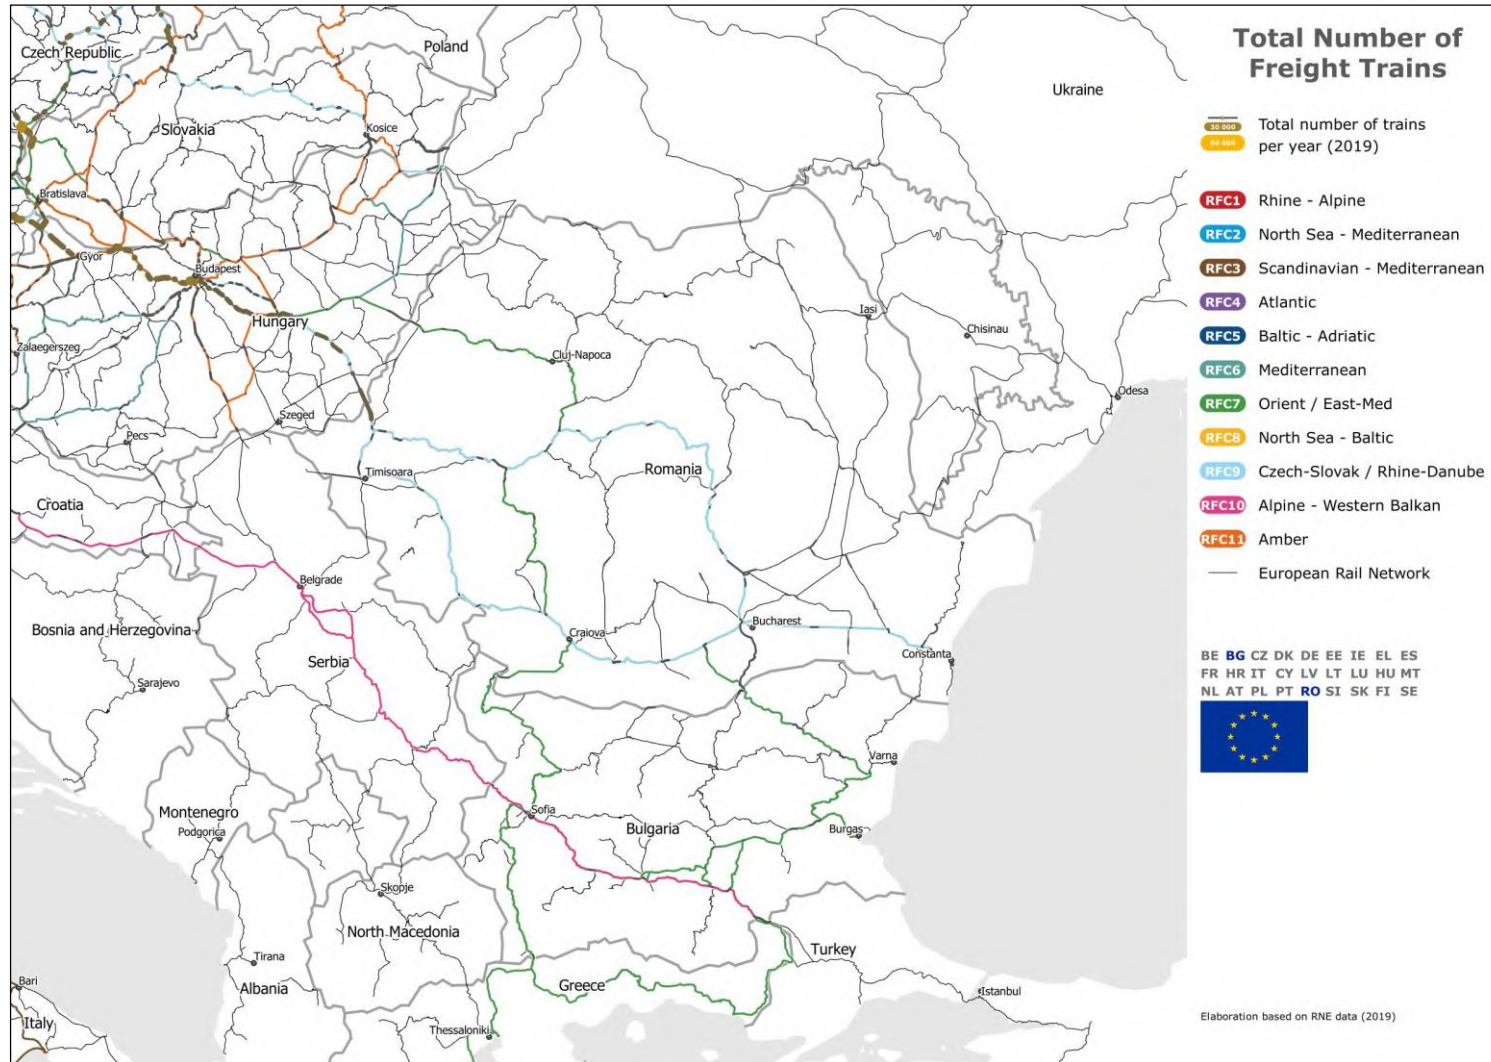 Total Number of
Freight Trains
30 000
60 000
Total number of trains
per year (2019)
RFC1 Rhine - Alpine
RFC2 North Sea - Mediterranean
RFC3 Scandinavian - Mediterranean
RFC4 Atlantic
RFC5 Baltic - Adriatic
RFC6 Mediterranean
RFC7 Orient / East-Med
RFC8 North Sea - Baltic
RFC9 Czech-Slovak / Rhine-Danube
RFC10 Alpine - Western Balkan
RFC11 Amber
European Rail Network
BE BG CZ DK DE EE IE EL ES
FR HR IT CY LV LT LU HU MT
NL AT PL PT RO SI SK FI SE
Elaboration based on RNE data (2019)
Czech Republic
Poland
Ukraine
Slovakia
Kosice
Bratislava
Gyor
Budapest
Hungary
Iasi
Chisinau
Zalaegerszeg
Cluj-Napoca
Odesa
Szeged
Pecs
Timisoara
Romania
Croatia
Belgrade
Bucharest
Bosnia and Herzegovina
Craiova
Constanta
Serbia
Sarajevo
Varna
Montenegro
Podgorica
Sofia
Bulgaria
Burgas
Skopje
North Macedonia
Turkey
Tirana
Albania
Greece
Istanbul
Bari
Italy
Thessaloniki